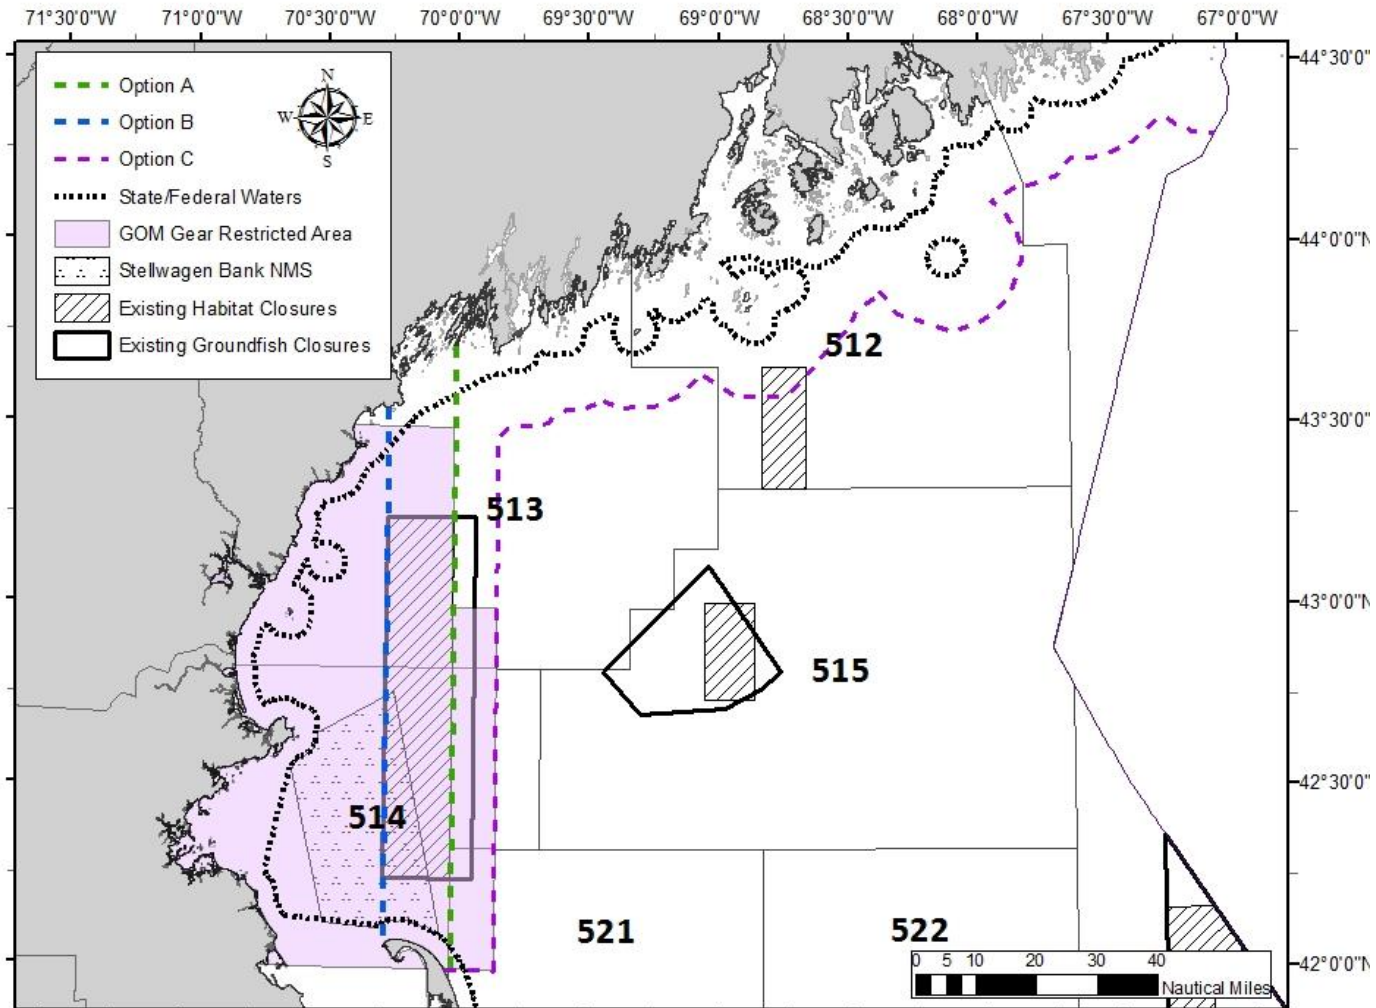 71°30'0"W 71°0'0"W 70°30'0"W 70°0'0"W 69°30'0"W 69°0'0"W 68°30'0"W 68°0'0"W 67°30'0"W 67°0'0"W
44°30'0"N
Option A
N
Option B
W E
Option C
S
State/Federal Waters
GOM Gear Restricted Area
44°0'0"N
Stellwagen Bank NMS
Existing Habitat Closures
Existing Groundfish Closures
512
43°30'0"N
513
43°0'0"N
515
42°30'0"N
514
521
522
0 5 10 20 30 40
42°0'0"N
Nautical Miles